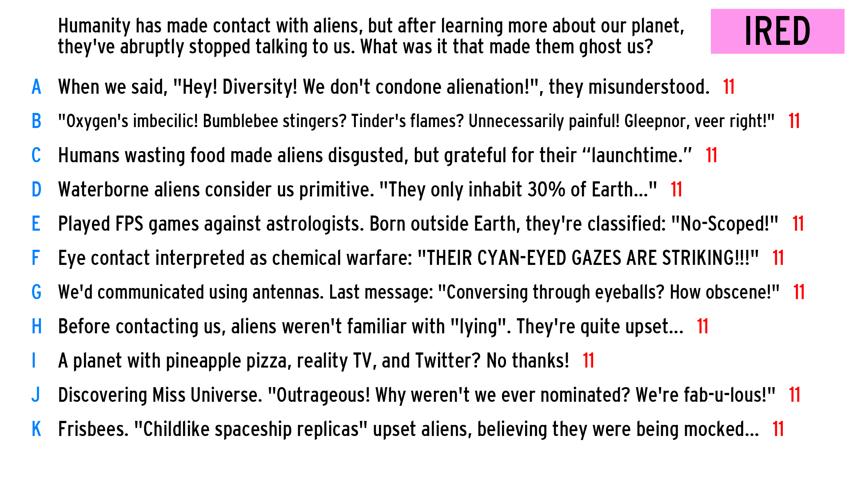 Humanity has made contact with aliens, but after learning more about our planet,
they've abruptly stopped talking to us. What was it that made them ghost us?
IRED
A When we said, "Hey! Diversity! We don't condone alienation!", they misunderstood. 11
B "Oxygen's imbecilic! Bumblebee stingers? Tinder's flames? Unnecessarily painful! Gleepnor, veer right!" 11
C Humans wasting food made aliens disgusted, but grateful for their “launchtime.” 11
D Waterborne aliens consider us primitive. "They only inhabit 30% of Earth..." 11
E Played FPS games against astrologists. Born outside Earth, they're classified: "No-Scoped!" 11
F Eye contact interpreted as chemical warfare: "THEIR CYAN-EYED GAZES ARE STRIKING!!!" 11
G We'd communicated using antennas. Last message: "Conversing through eyeballs? How obscene!" 11
H Before contacting us, aliens weren't familiar with "lying". They're quite upset... 11
I A planet with pineapple pizza, reality TV, and Twitter? No thanks! 11
J Discovering Miss Universe. "Outrageous! Why weren't we ever nominated? We're fab-u-lous!" 11
K Frisbees. "Childlike spaceship replicas" upset aliens, believing they were being mocked... 11